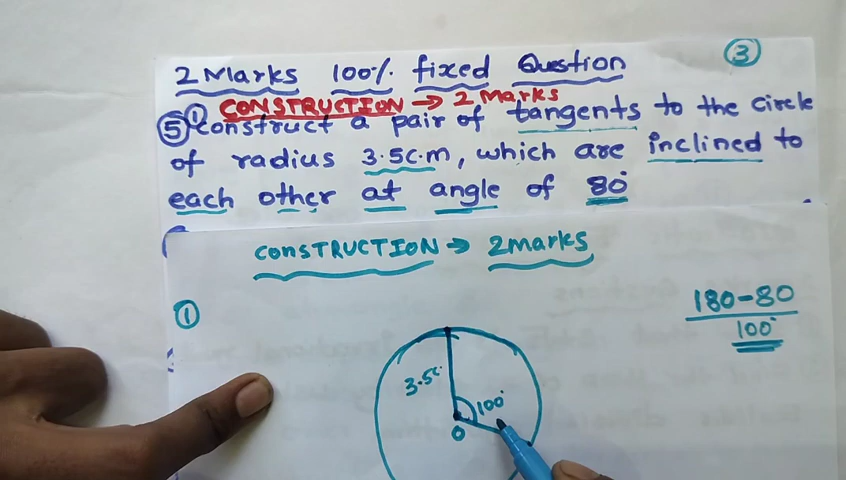 ③
2 Marks 100% fixed Question
① CONSTRUCTION → 2 Marks
⑤ construct a pair of tangents to the circle
of radius 3.5C.m, which are inclined to
each other at angle of 80°
CONSTRUCTION → 2marks
180-80
100°
①
3.5c.
100°
O